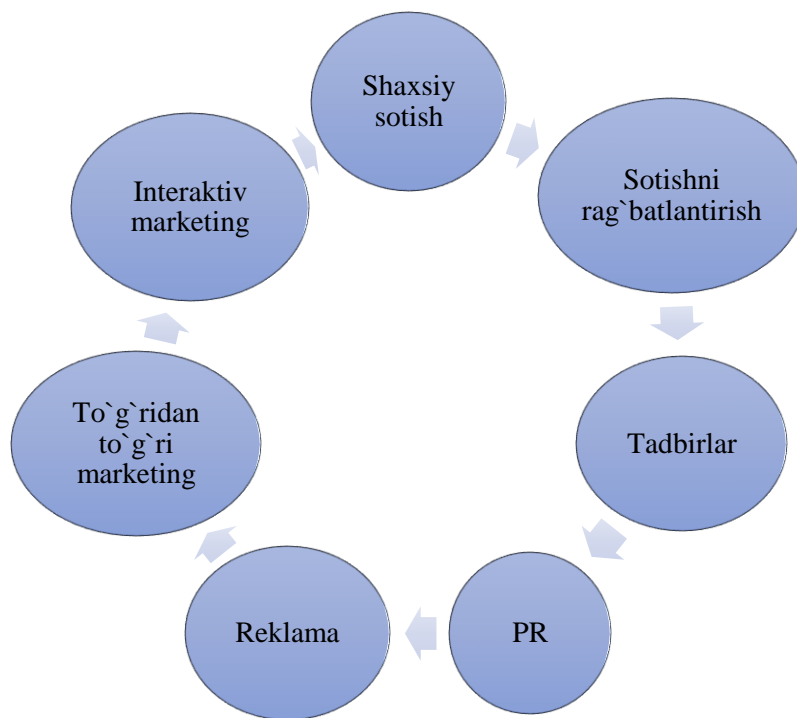 Shaxsiy
sotish
Sotishni
rag`batlantirish
Tadbirlar
PR
Reklama
To`g`ridan
to`g`ri
marketing
Interaktiv
marketing